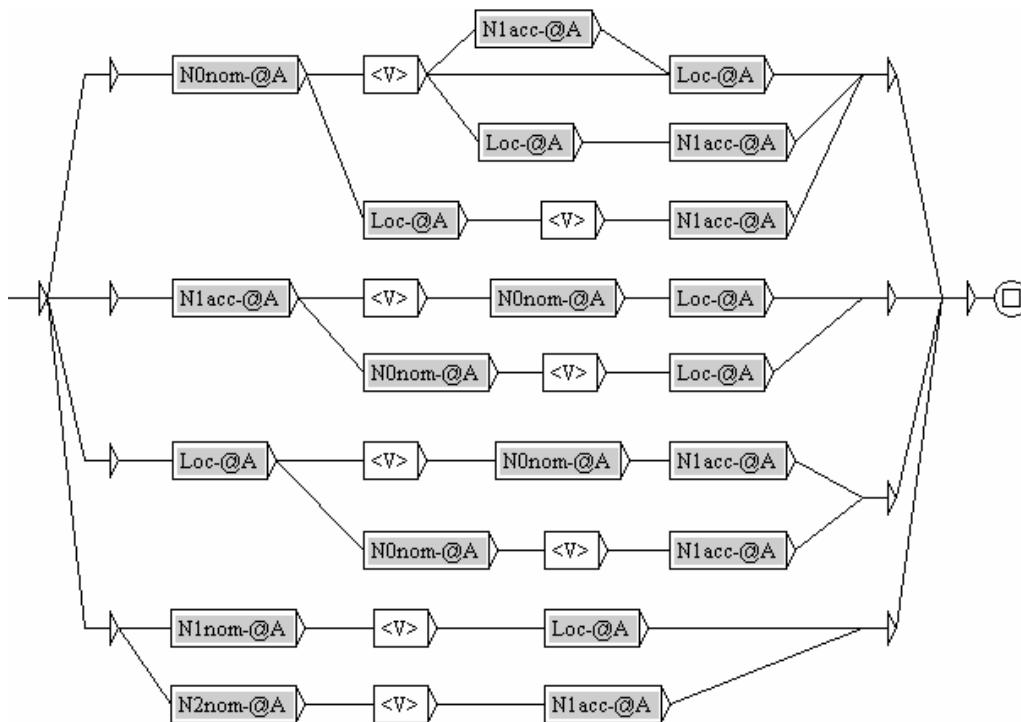 N1acc-@A
N0nom-@A <V> Loc-@A
Loc-@A N1acc-@A
Loc-@A <V> N1acc-@A
N1acc-@A <V> N0nom-@A Loc-@A
N0nom-@A <V> Loc-@A
Loc-@A <V> N0nom-@A N1acc-@A
N0nom-@A <V> N1acc-@A
N1nom-@A <V> Loc-@A
N2nom-@A <V> N1acc-@A